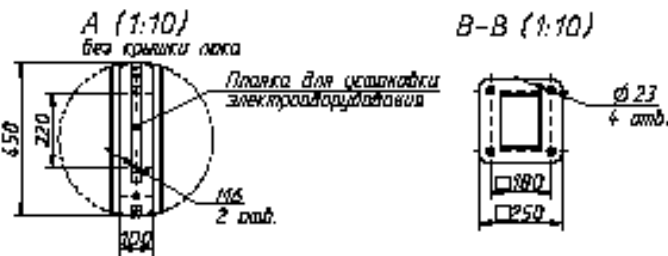 А (1:10)
без крышки люка
Планка для установки
электрооборудования
450
220
М6
2 отв.
100
В-В (1:10)
Ф 23
4 отв.
□180
□250